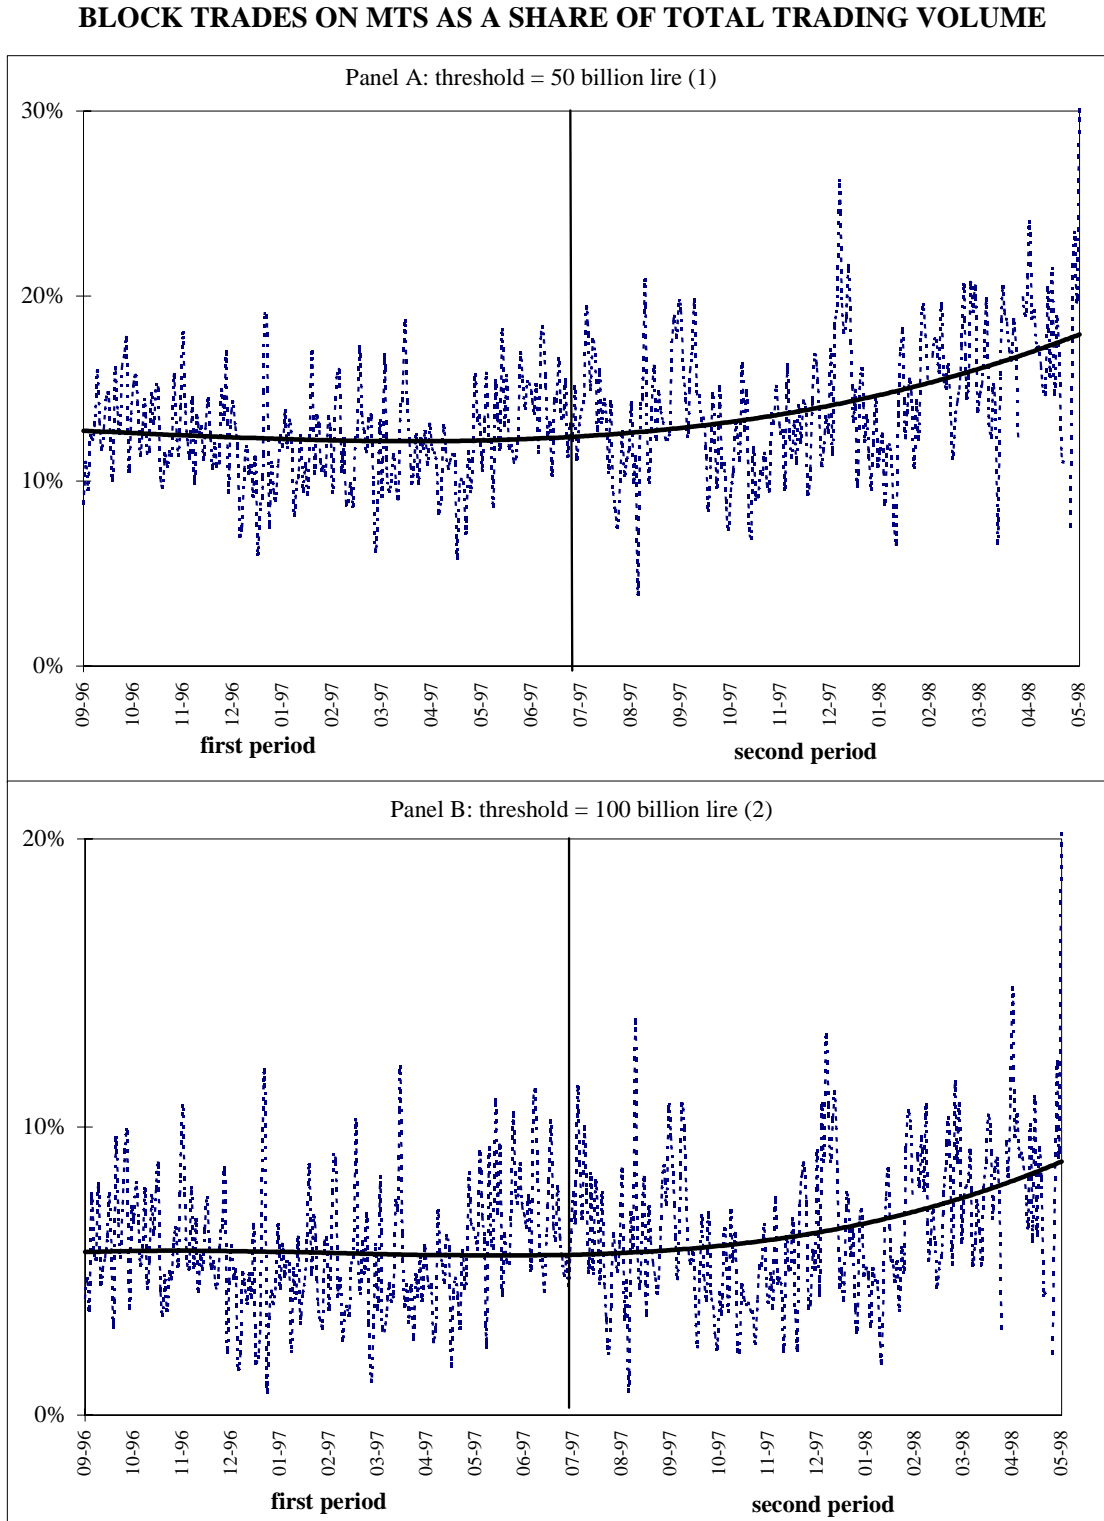 BLOCK TRADES ON MTS AS A SHARE OF TOTAL TRADING VOLUME
Panel A: threshold = 50 billion lire (1)
30%
20%
10%
0%
09-96 10-96 11-96 12-96 01-97 02-97 03-97 04-97 05-97 06-97 07-97 08-97 09-97 10-97 11-97 12-97 01-98 02-98 03-98 04-98 05-98
first period second period
Panel B: threshold = 100 billion lire (2)
20%
10%
0%
09-96 10-96 11-96 12-96 01-97 02-97 03-97 04-97 05-97 06-97 07-97 08-97 09-97 10-97 11-97 12-97 01-98 02-98 03-98 04-98 05-98
first period second period